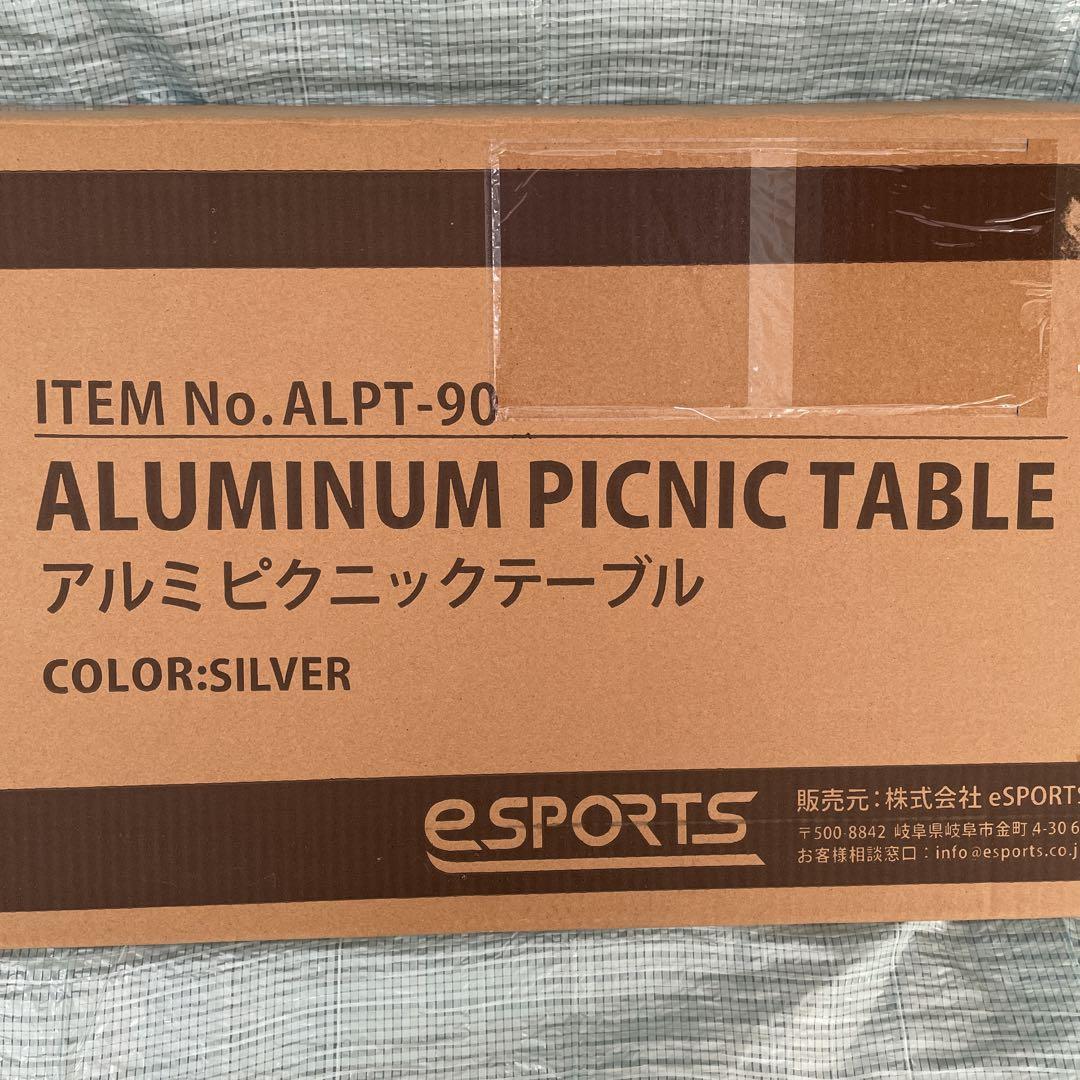 ITEM No. ALPT-90
ALUMINUM PICNIC TABLE
アルミピクニックテーブル
COLOR:SILVER
eSPORTS
販売元：株式会社 eSPORTS
〒500-8842 岐阜県岐阜市金町 4-30 6
お客様相談窓口：info@esports.co.j